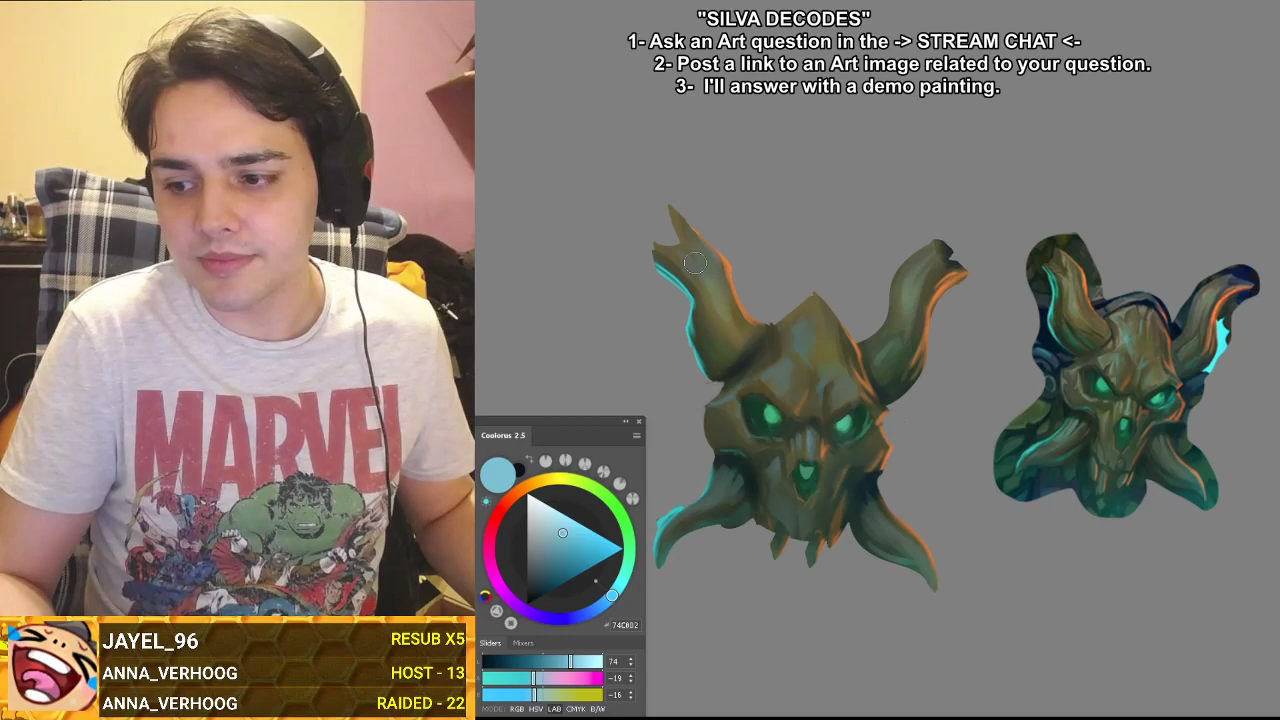 "SILVA DECODES"
1- Ask an Art question in the -> STREAM CHAT <-
2- Post a link to an Art image related to your question.
3- I'll answer with a demo painting.
MARVEL
Coolorus 2.5
# 74C0D2
Sliders Mixers
74
-19
-16
MODE: RGB HSV LAB CMYK B/W
JAYEL_96 RESUB X5
ANNA_VERHOOG HOST - 13
ANNA_VERHOOG RAIDED - 22